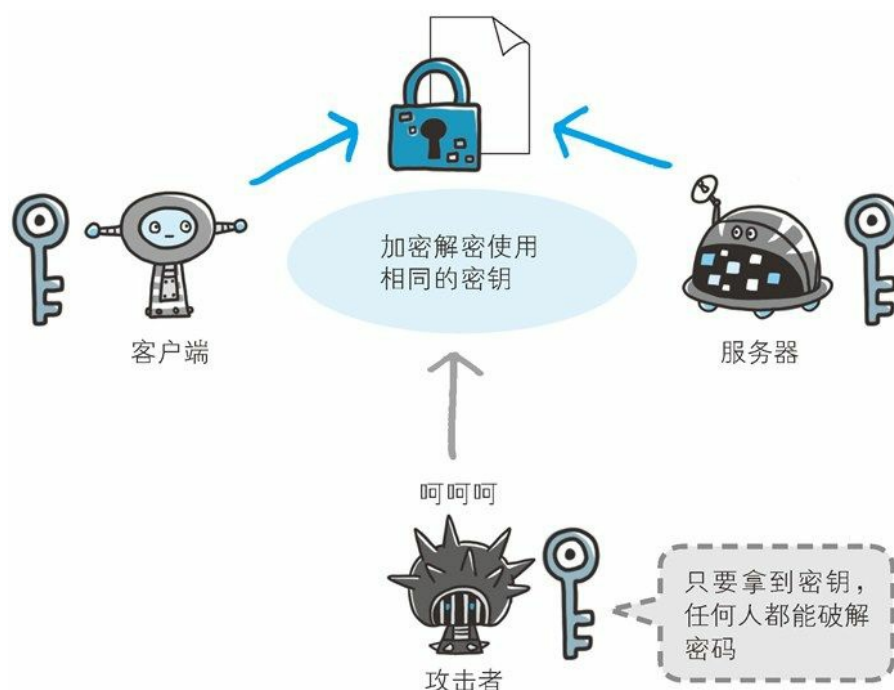 加密解密使用
相同的密钥
客户端
服务器
呵呵呵
只要拿到密钥，
任何人都能破解
密码
攻击者